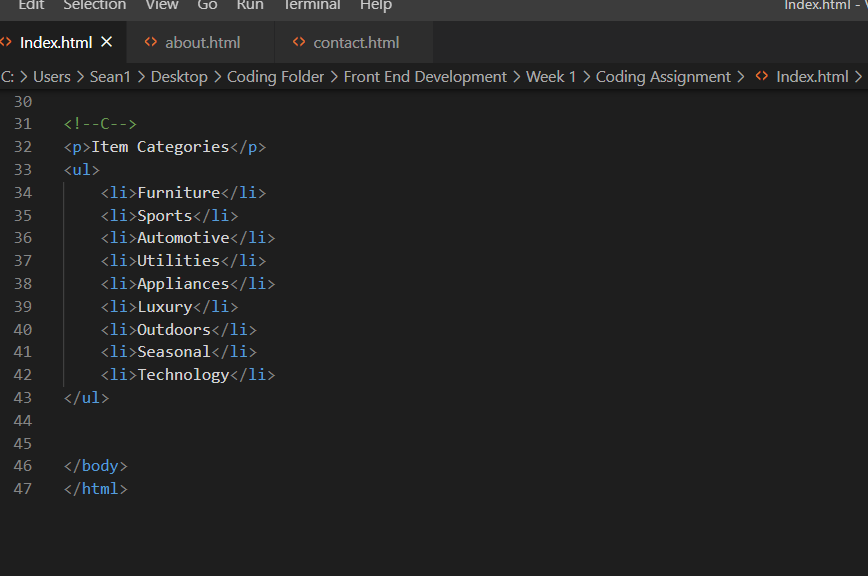 Edit Selection View Go Run Terminal Help Index.html -
Index.html about.html contact.html
C: > Users > Sean1 > Desktop > Coding Folder > Front End Development > Week 1 > Coding Assignment > Index.html >
30
31 <!--C-->
32 <p>Item Categories</p>
33 <ul>
34 <li>Furniture</li>
35 <li>Sports</li>
36 <li>Automotive</li>
37 <li>Utilities</li>
38 <li>Appliances</li>
39 <li>Luxury</li>
40 <li>Outdoors</li>
41 <li>Seasonal</li>
42 <li>Technology</li>
43 </ul>
44
45
46 </body>
47 </html>